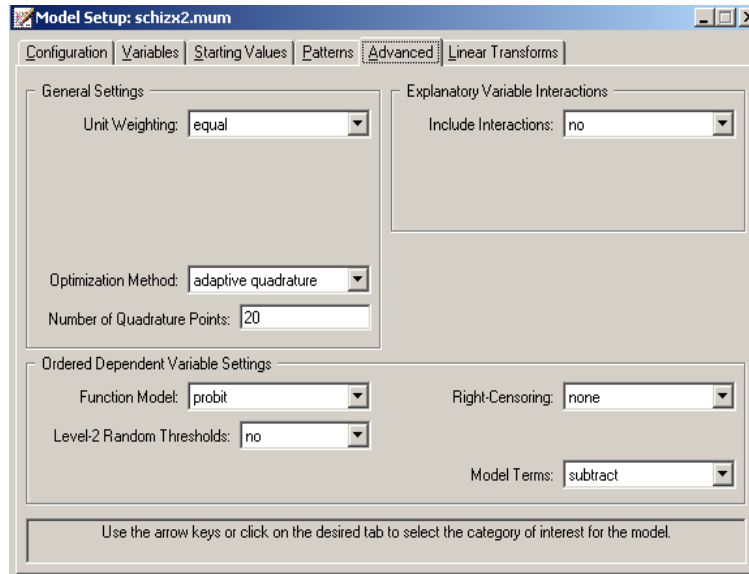 Model Setup: schizx2.mum
Configuration Variables Starting Values Patterns Advanced Linear Transforms
General Settings
Unit Weighting: equal
Optimization Method: adaptive quadrature
Number of Quadrature Points: 20
Explanatory Variable Interactions
Include Interactions: no
Ordered Dependent Variable Settings
Function Model: probit
Right-Censoring: none
Level-2 Random Thresholds: no
Model Terms: subtract
Use the arrow keys or click on the desired tab to select the category of interest for the model.